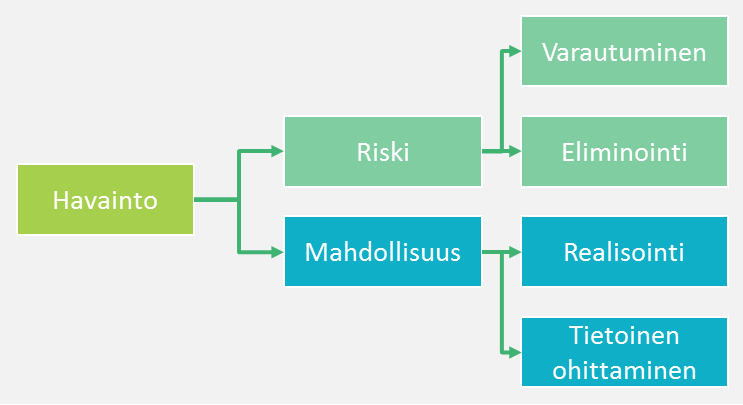 Havainto
Riski
Mahdollisuus
Varautuminen
Eliminointi
Realisointi
Tietoinen
ohittaminen